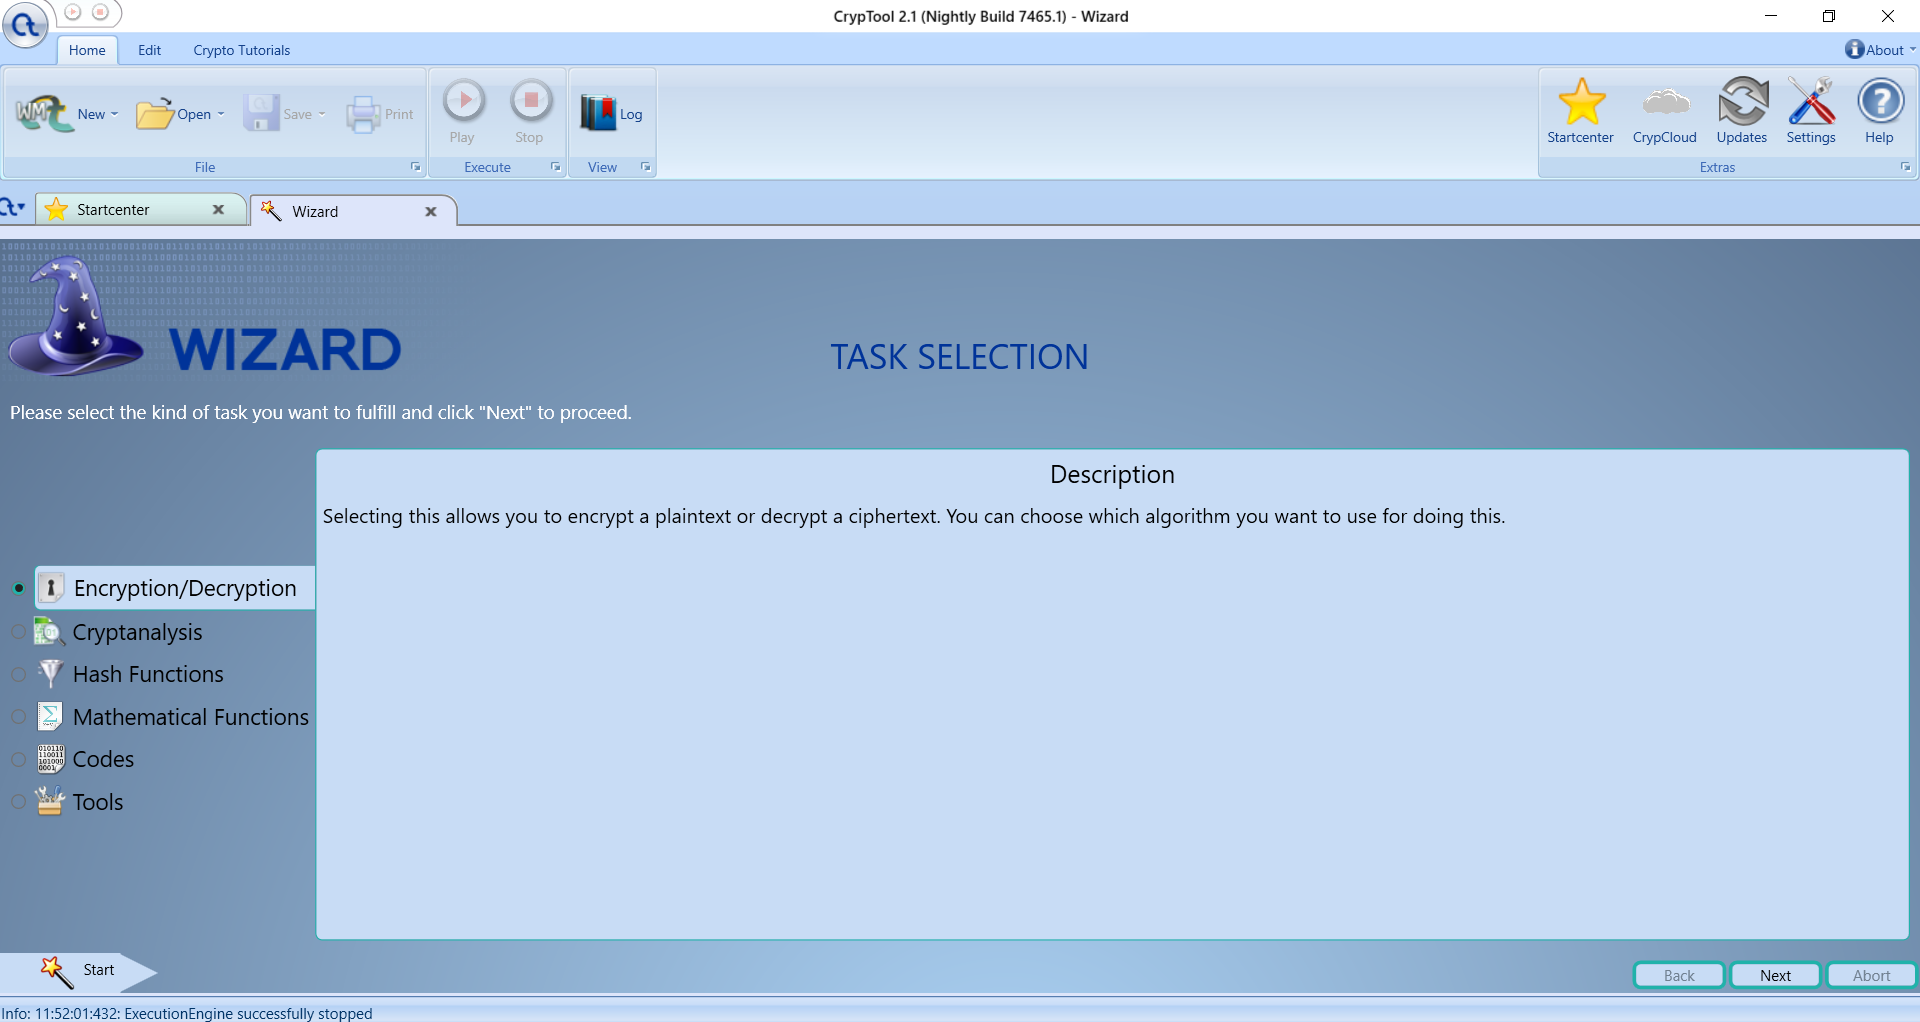 CrypTool 2.1 (Nightly Build 7465.1) - Wizard
Home Edit Crypto Tutorials About
New Open Save Print Play Stop Log Startcenter CrypCloud Updates Settings Help
File Execute View Extras
Startcenter Wizard
WIZARD
TASK SELECTION
Please select the kind of task you want to fulfill and click "Next" to proceed.
Description
Selecting this allows you to encrypt a plaintext or decrypt a ciphertext. You can choose which algorithm you want to use for doing this.
Encryption/Decryption
Cryptanalysis
Hash Functions
Mathematical Functions
Codes
Tools
Start
Back Next Abort
Info: 11:52:01:432: ExecutionEngine successfully stopped